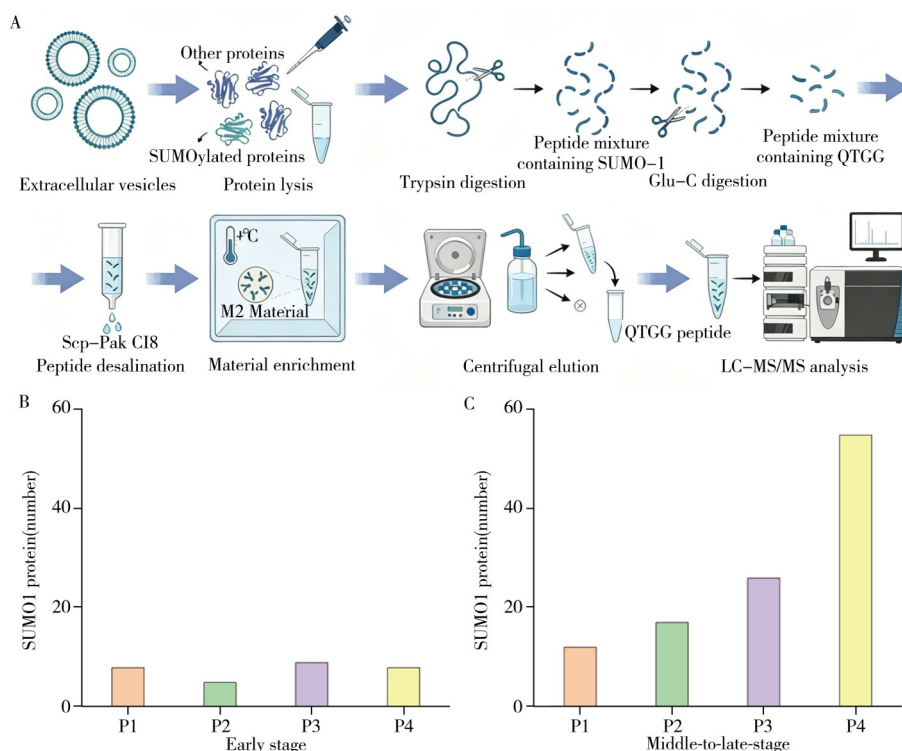 A
Other proteins
SUMOylated proteins
Extracellular vesicles
Protein lysis
Trypsin digestion
Peptide mixture
containing SUMO-1
Glu-C digestion
Peptide mixture
containing QTGG
Scp-Pak C18
Peptide desalination
4°C
M2 Material
Material enrichment
Centrifugal elution
QTGG peptide
LC-MS/MS analysis
B
SUMO1 protein(number)
60
40
20
0
P1 P2 P3 P4
Early stage
C
SUMO1 protein(number)
60
40
20
0
P1 P2 P3 P4
Middle-to-late-stage